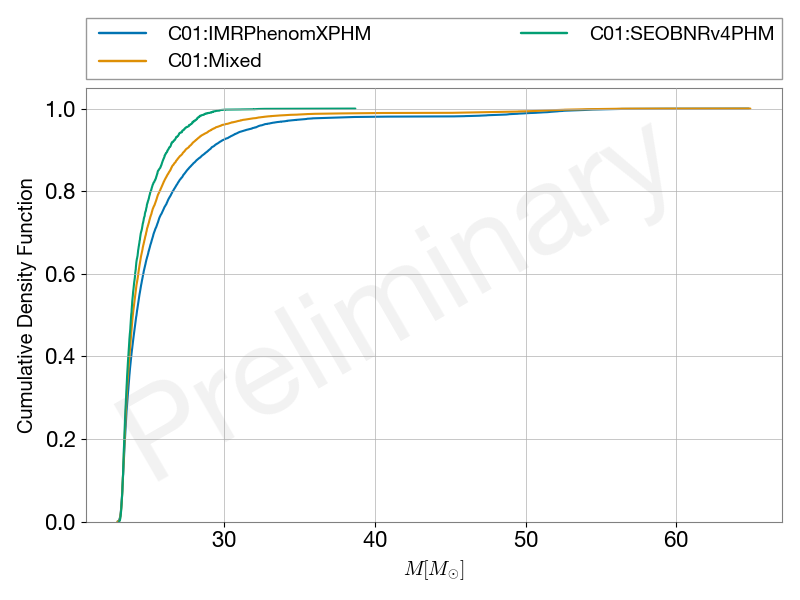 C01:IMRPhenomXPHM
C01:Mixed
C01:SEOBNRv4PHM
Cumulative Density Function
1.0
0.8
0.6
0.4
0.2
0.0
Preliminary
30 40 50 60
M[M⊙]